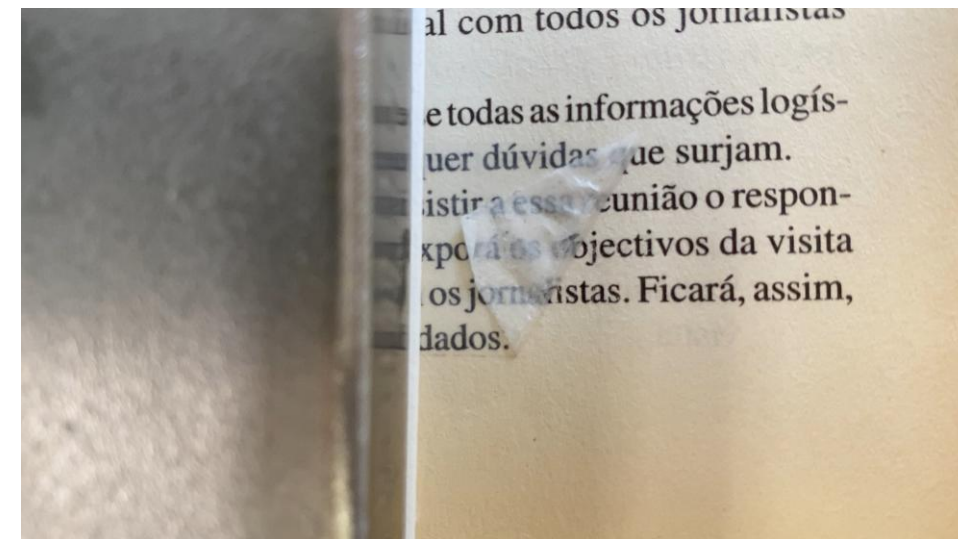 al com todos os jornalistas
e todas as informações logís-
uer dúvidas que surjam.
sistir a essa reunião o respon-
xporá os objectivos da visita
os jornalistas. Ficará, assim,
dados.